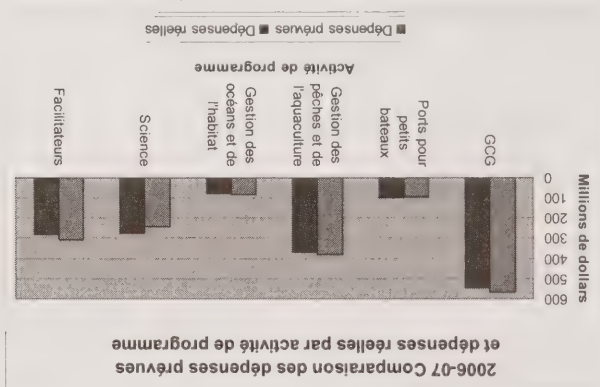 2006-07 Comparaison des dépenses prévues
et dépenses réelles par activité de programme
Millions de dollars
600
500
400
300
200
100
0
GCG
Ports pour
petits
bateaux
Gestion des
pêches et de
l'aquaculture
Gestion des
océans et de
l'habitat
Science
Facilitateurs
Activité de programme
Dépenses prévues Dépenses réelles